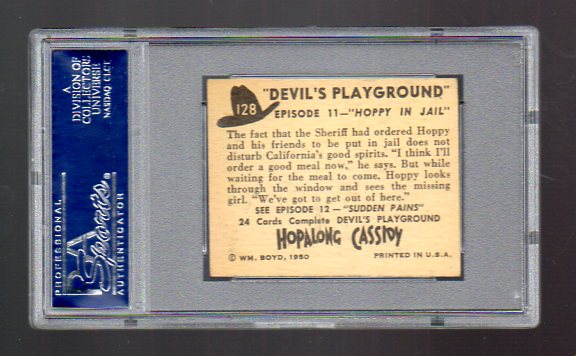 A
DIVISION OF
COLLECTORS
UNIVERSE
NASDAQ: CLCT
PSA
Sports
PROFESSIONAL
AUTHENTICATOR
128
"DEVIL'S PLAYGROUND"
EPISODE 11—"HOPPY IN JAIL"
The fact that the Sheriff had ordered Hoppy
and his friends to be put in jail does not
disturb California's good spirits. "I think I'll
order a good meal now," he says. But while
waiting for the meal to come, Hoppy looks
through the window and sees the missing
girl. "We've got to get out of here."
SEE EPISODE 12—"SUDDEN PAINS"
24 Cards Complete DEVIL'S PLAYGROUND
HOPALONG CASSIDY
© WM. BOYD, 1950
PRINTED IN U.S.A.